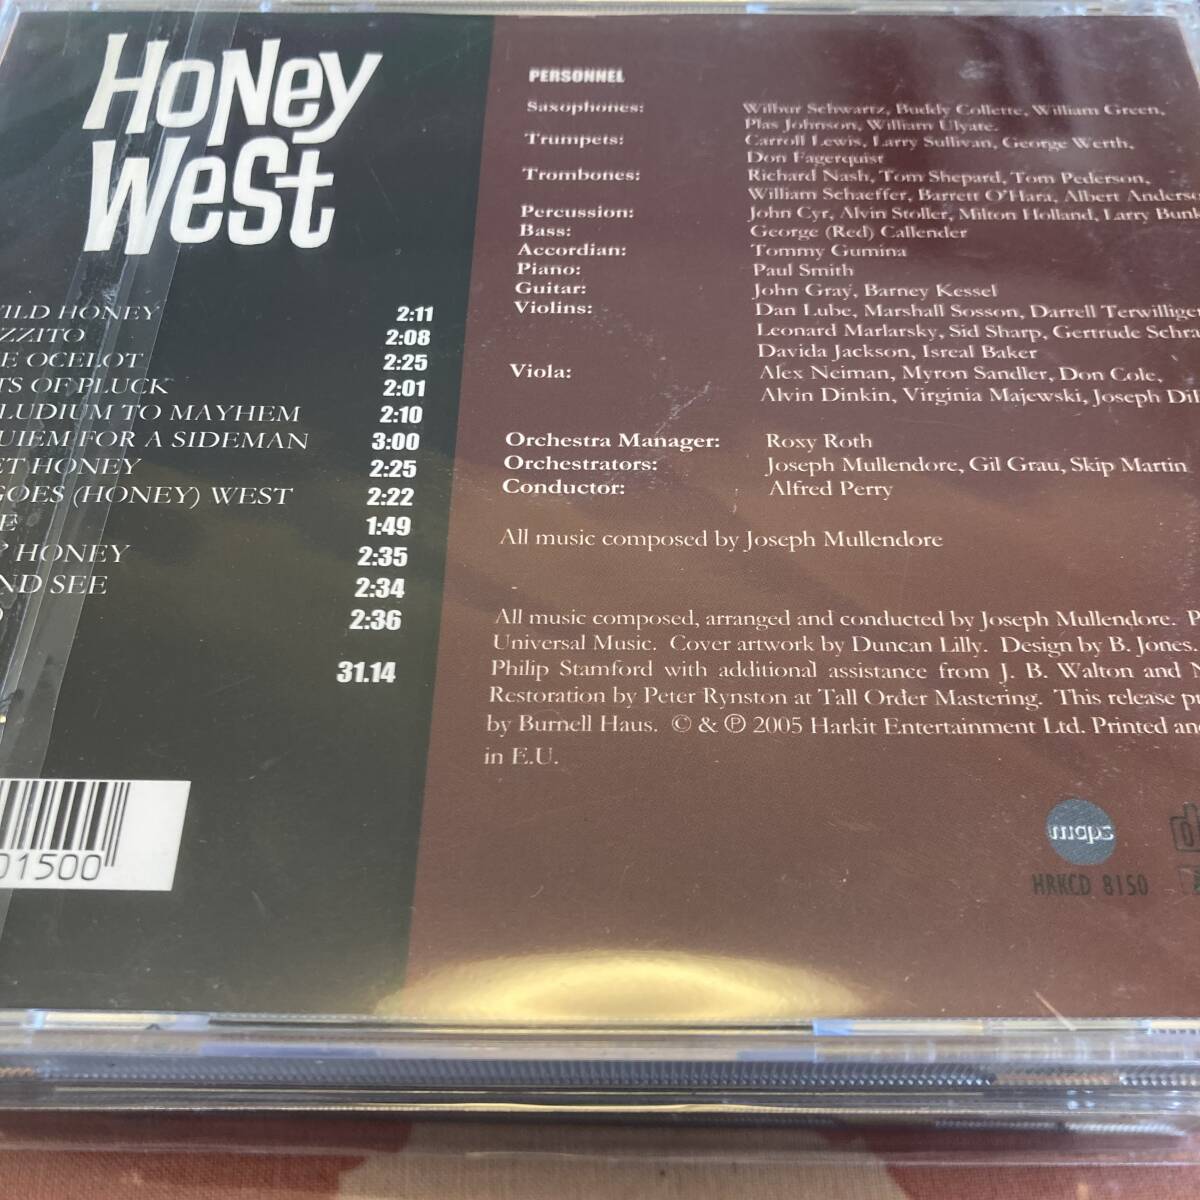 HoNey
West
WILD HONEY 2:11
ZZITO 2:08
E OCELOT 2:25
TS OF PLUCK 2:01
LUDIUM TO MAYHEM 2:10
UIEM FOR A SIDEMAN 3:00
ET HONEY 2:25
GOES (HONEY) WEST 2:22
E 1:49
Y HONEY 2:35
ND SEE 2:34
O 2:36
31.14
01500
PERSONNEL
Saxophones: Wilbur Schwartz, Buddy Collette, William Green,
Plas Johnson, William Ulyate.
Trumpets: Carroll Lewis, Larry Sullivan, George Werth,
Don Fagerquist
Trombones: Richard Nash, Tom Shepard, Tom Pederson,
William Schaeffer, Barrett O'Hara, Albert Anderso
Percussion: John Cyr, Alvin Stoller, Milton Holland, Larry Bunk
Bass: George (Red) Callender
Accordian: Tommy Gumina
Piano: Paul Smith
Guitar: John Gray, Barney Kessel
Violins: Dan Lube, Marshall Sosson, Darrell Terwillige
Leonard Marlarsky, Sid Sharp, Gertrude Schra
Davida Jackson, Isreal Baker
Viola: Alex Neiman, Myron Sandler, Don Cole,
Alvin Dinkin, Virginia Majewski, Joseph Dil
Orchestra Manager: Roxy Roth
Orchestrators: Joseph Mullendore, Gil Grau, Skip Martin
Conductor: Alfred Perry
All music composed by Joseph Mullendore
All music composed, arranged and conducted by Joseph Mullendore. P
Universal Music. Cover artwork by Duncan Lilly. Design by B. Jones.
Philip Stamford with additional assistance from J. B. Walton and
Restoration by Peter Rynston at Tall Order Mastering. This release p
by Burnell Haus. © & ℗ 2005 Harkit Entertainment Ltd. Printed and
in E.U.
maps
HRKCD 8150